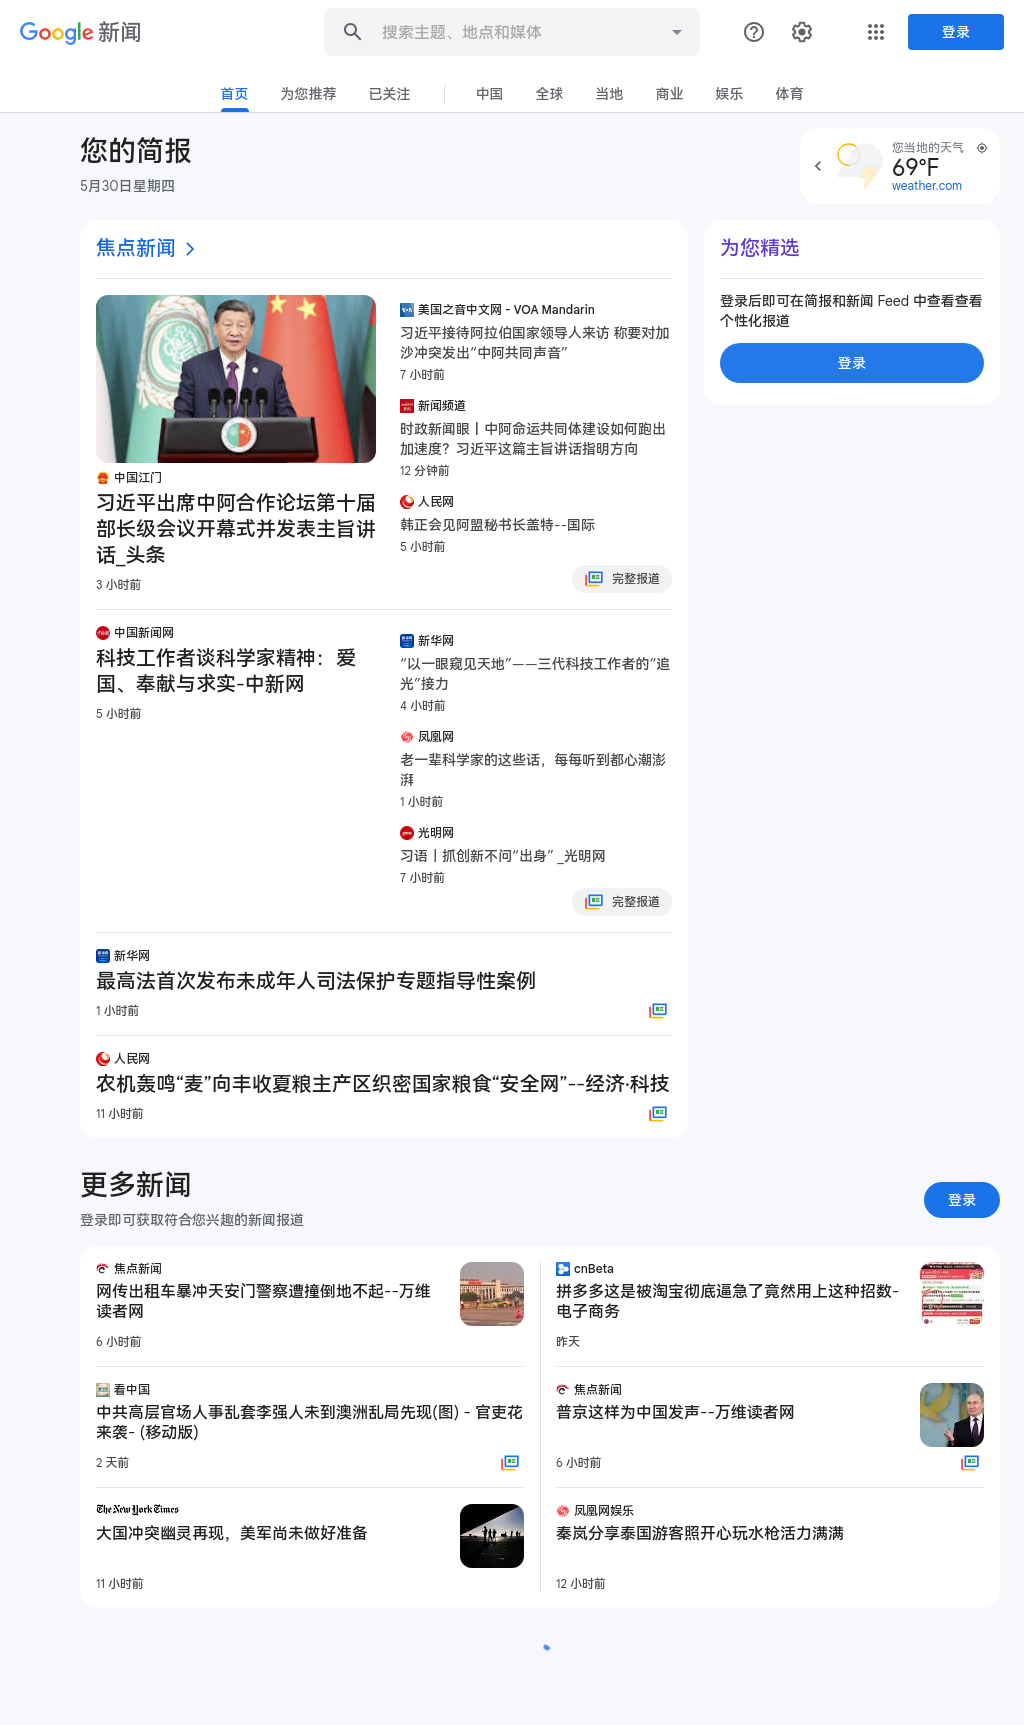 Google 新闻
搜索主题、地点和媒体
登录
首页
为您推荐
已关注
中国
全球
当地
商业
娱乐
体育
您的简报
5月30日星期四
您当地的天气
69°F
weather.com
焦点新闻
中国江门
习近平出席中阿合作论坛第十届
部长级会议开幕式并发表主旨讲
话_头条
3 小时前
美国之音中文网 - VOA Mandarin
习近平接待阿拉伯国家领导人来访 称要对加
沙冲突发出“中阿共同声音”
7 小时前
新闻频道
时政新闻眼丨中阿命运共同体建设如何跑出
加速度？习近平这篇主旨讲话指明方向
12 分钟前
人民网
韩正会见阿盟秘书长盖特--国际
5 小时前
完整报道
为您精选
登录后即可在简报和新闻 Feed 中查看查看
个性化报道
登录
中国新闻网
科技工作者谈科学家精神：爱
国、奉献与求实-中新网
5 小时前
新华网
“以一眼窥见天地”——三代科技工作者的“追
光”接力
4 小时前
凤凰网
老一辈科学家的这些话，每每听到都心潮澎
湃
1 小时前
光明网
习语丨抓创新不问“出身” _光明网
7 小时前
完整报道
新华网
最高法首次发布未成年人司法保护专题指导性案例
1 小时前
人民网
农机轰鸣“麦”向丰收夏粮主产区织密国家粮食“安全网”--经济·科技
11 小时前
更多新闻
登录即可获取符合您兴趣的新闻报道
登录
焦点新闻
网传出租车暴冲天安门警察遭撞倒地不起--万维
读者网
6 小时前
cnBeta
拼多多这是被淘宝彻底逼急了竟然用上这种招数-
电子商务
昨天
看中国
中共高层官场人事乱套李强人未到澳洲乱局先现(图) - 官吏花
来袭- (移动版)
2 天前
焦点新闻
普京这样为中国发声--万维读者网
6 小时前
The New York Times
大国冲突幽灵再现，美军尚未做好准备
11 小时前
凤凰网娱乐
秦岚分享泰国游客照开心玩水枪活力满满
12 小时前